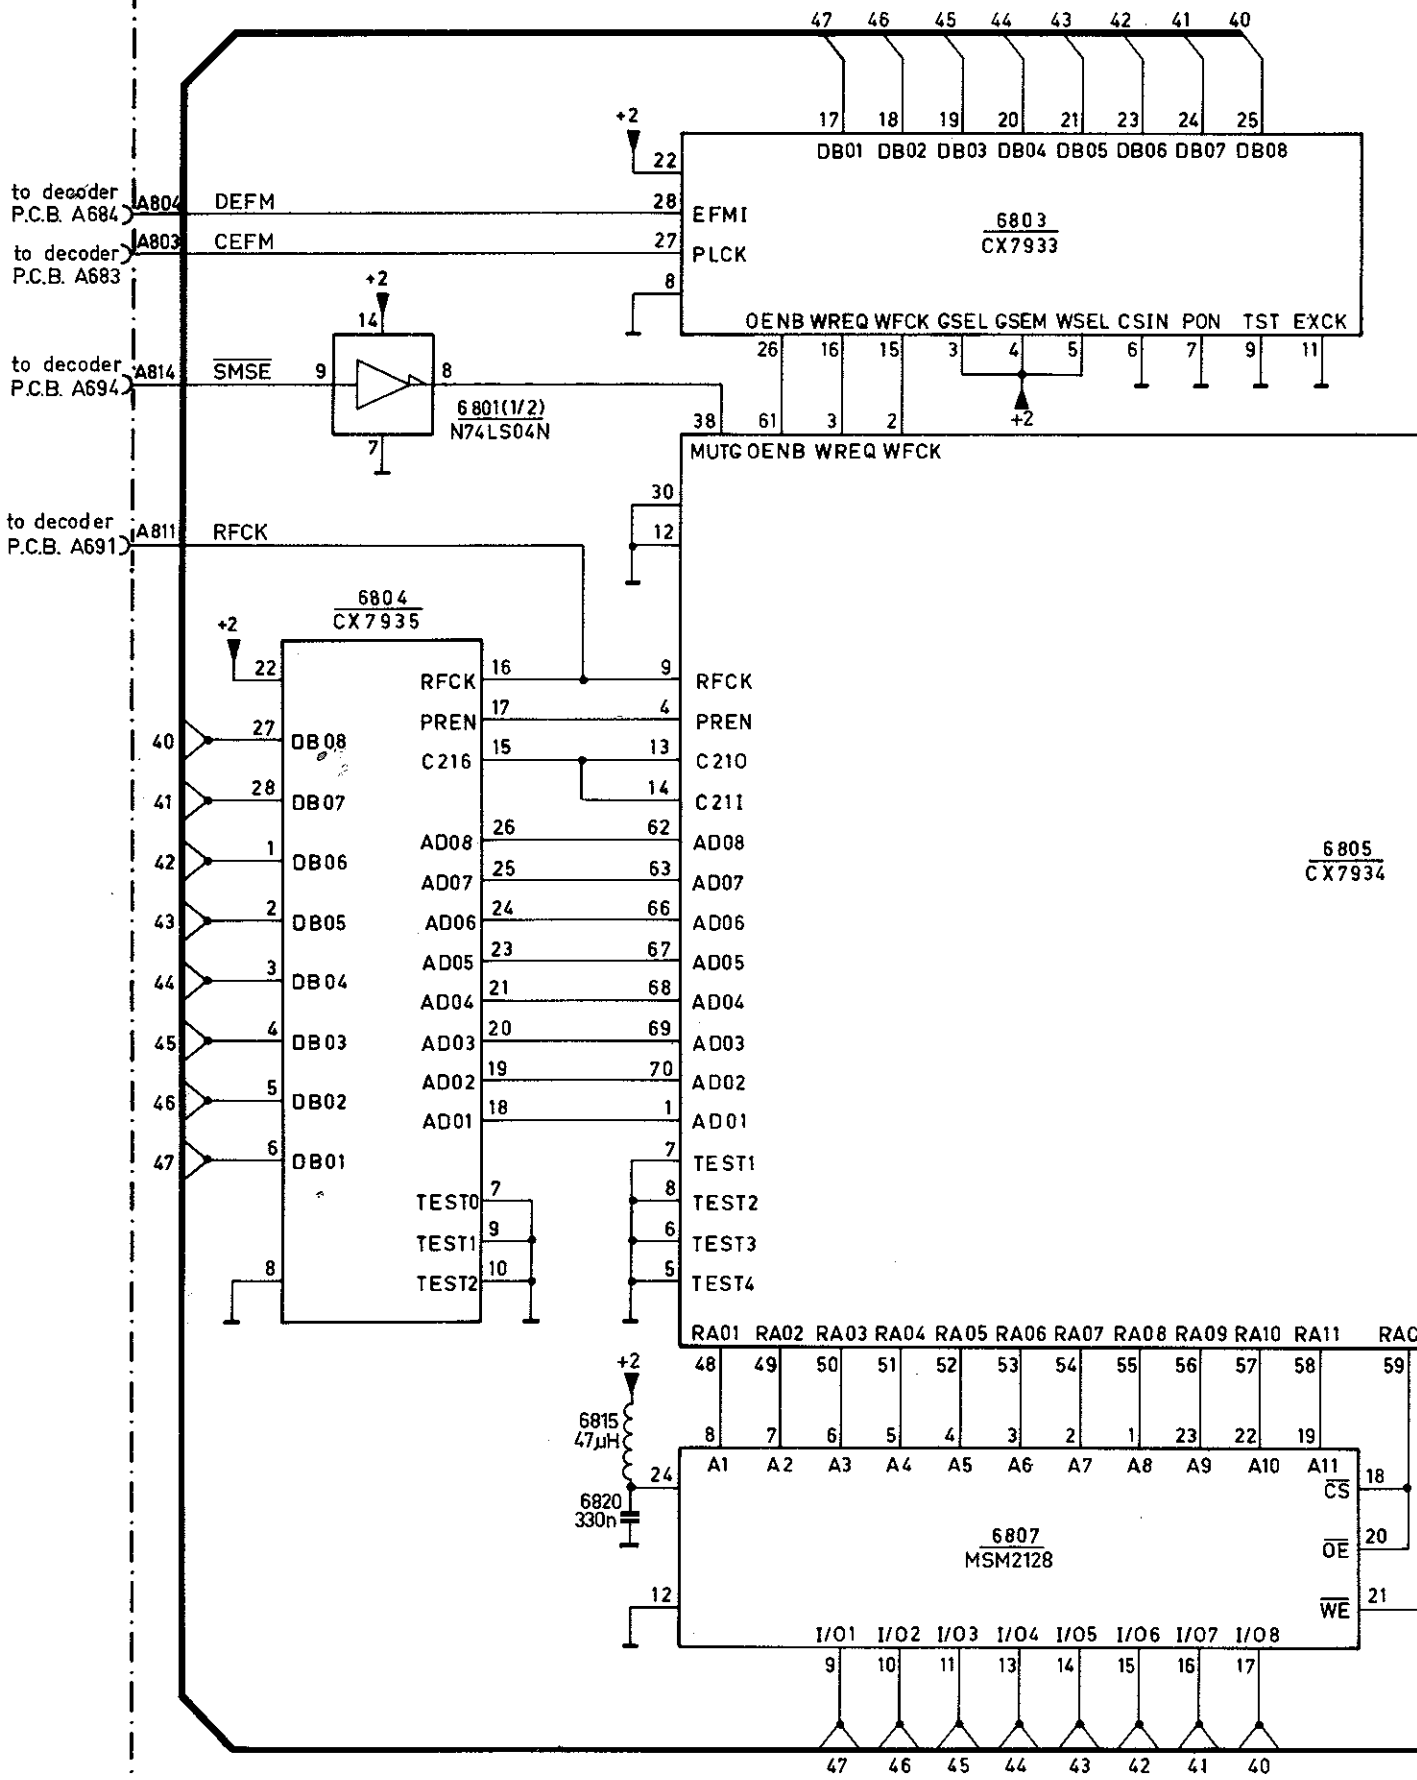 47 46 45 44 43 42 41 40
17 18 19 20 21 23 24 25
DB01 DB02 DB03 DB04 DB05 DB06 DB07 DB08
+2
22
to decoder
P.C.B. A684
A804 DEFM
28 EFMI
to decoder
P.C.B. A683
A803 CEFM
27 PLCK
8
6803
CX7933
OENB WREQ WFCK GSEL GSEM WSEL CSIN PON TST EXCK
26 16 15 3 4 5 6 7 9 11
+2
+2
14
to decoder
P.C.B. A694
A814 SMSE
9 8
7
6801(1/2)
N74LS04N
38 61 3 2
MUTG OENB WREQ WFCK
30
12
to decoder
P.C.B. A691
A811 RFCK
6804
CX7935
+2
22
RFCK 16 9 RFCK
PREN 17 4 PREN
40 27 DB08
C216 15 13 C210
41 28 DB07
14 C21I
AD08 26 62 AD08
42 1 DB06
AD07 25 63 AD07
6805
CX7934
43 2 DB05
AD06 24 66 AD06
AD05 23 67 AD05
44 3 DB04
AD04 21 68 AD04
45 4 DB03
AD03 20 69 AD03
AD02 19 70 AD02
46 5 DB02
AD01 18 1 AD01
47 6 DB01
7 TEST1
TEST0 7 8 TEST2
TEST1 9 6 TEST3
8
TEST2 10 5 TEST4
RA01 RA02 RA03 RA04 RA05 RA06 RA07 RA08 RA09 RA10 RA11 RAC
48 49 50 51 52 53 54 55 56 57 58 59
+2
6815
47µH
8 7 6 5 4 3 2 1 23 22 19
A1 A2 A3 A4 A5 A6 A7 A8 A9 A10 A11
24
CS 18
6820
330n
6807
MSM2128
OE 20
12
WE 21
I/O1 I/O2 I/O3 I/O4 I/O5 I/O6 I/O7 I/O8
9 10 11 13 14 15 16 17
47 46 45 44 43 42 41 40